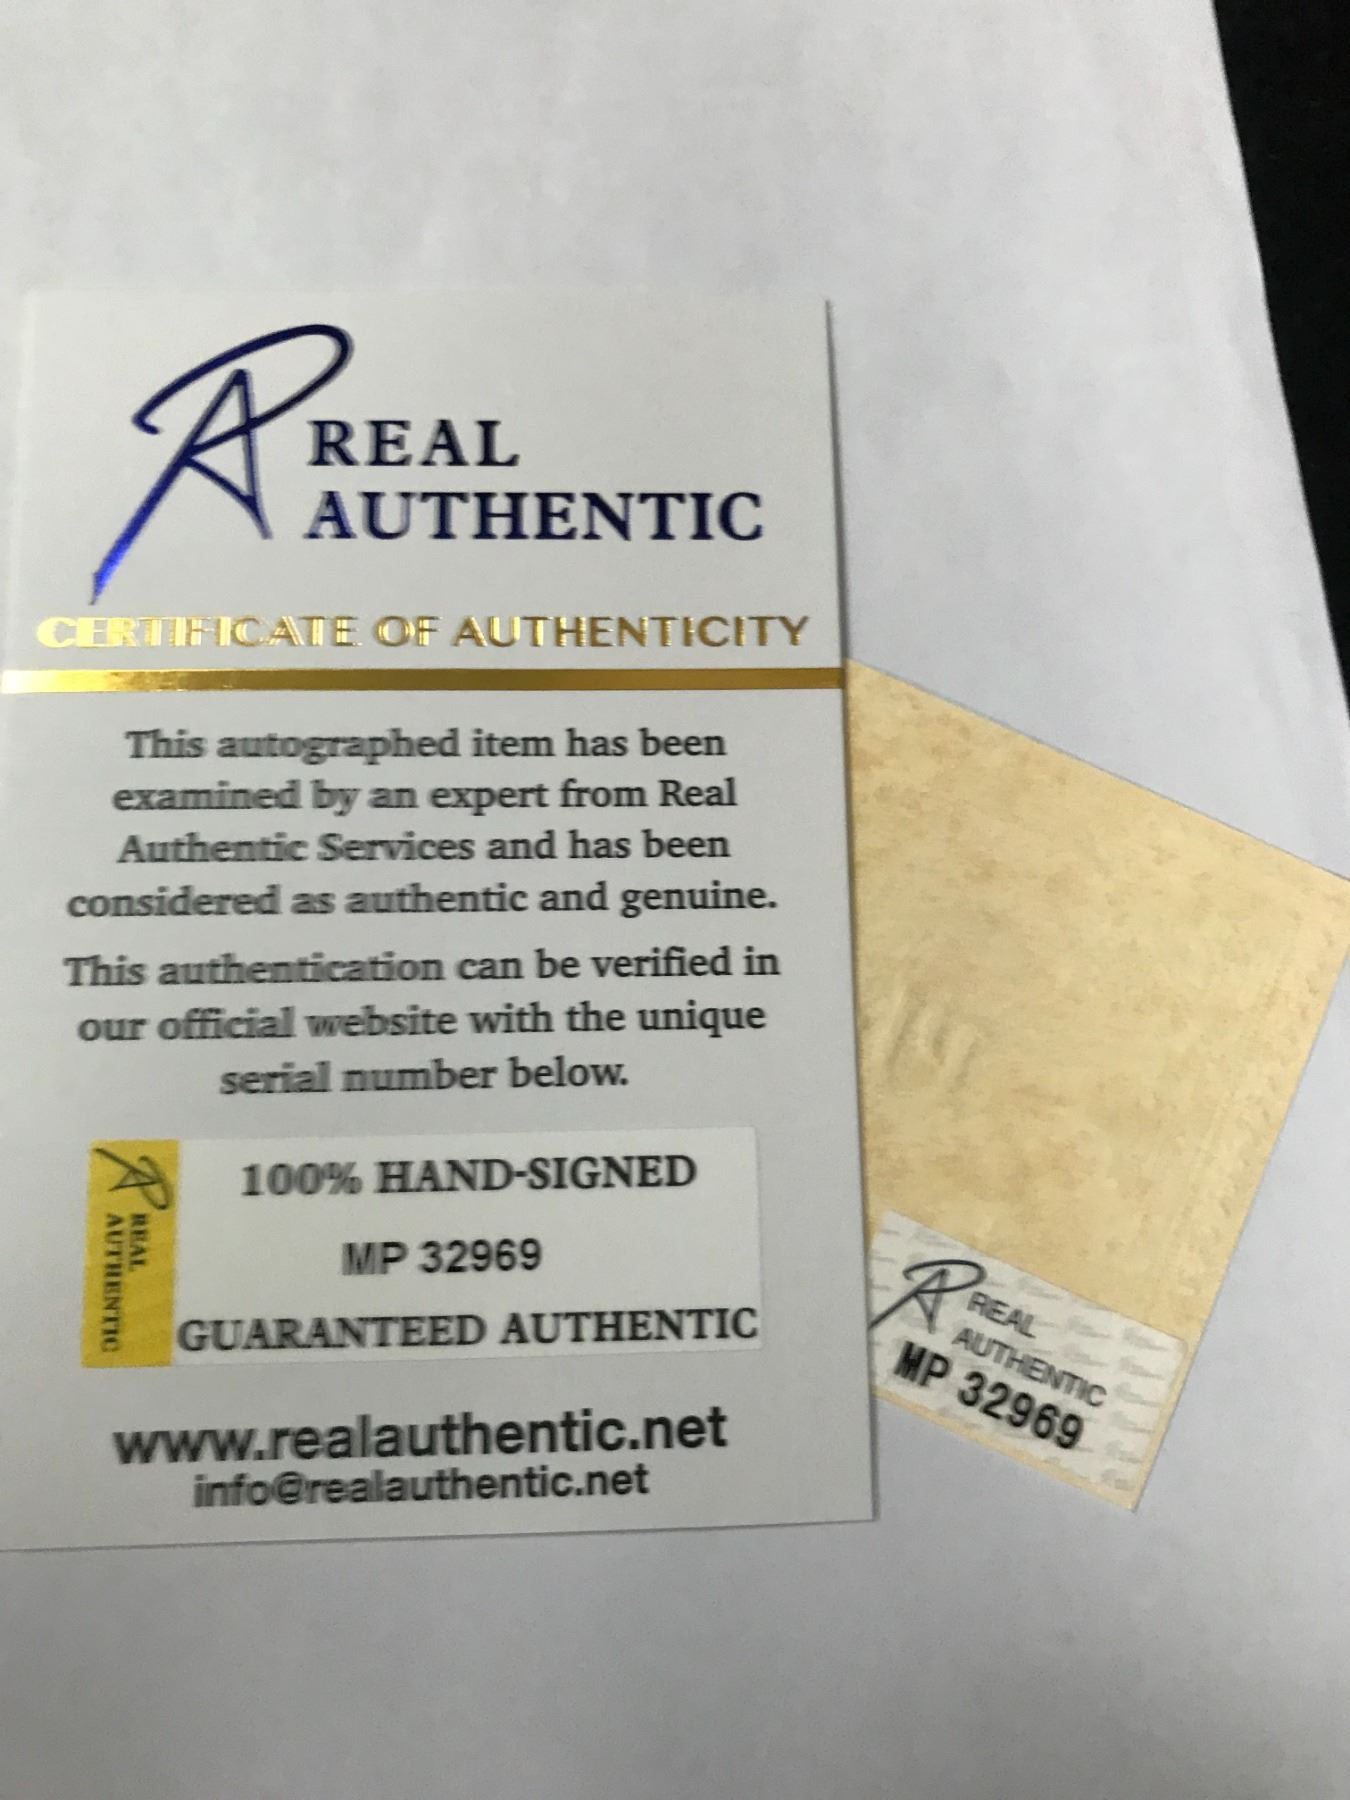 REAL
AUTHENTIC
CERTIFICATE OF AUTHENTICITY
This autographed item has been
examined by an expert from Real
Authentic Services and has been
considered as authentic and genuine.
This authentication can be verified in
our official website with the unique
serial number below.
REAL
AUTHENTIC
100% HAND-SIGNED
MP 32969
GUARANTEED AUTHENTIC
www.realauthentic.net
info@realauthentic.net
REAL
AUTHENTIC
MP 32969